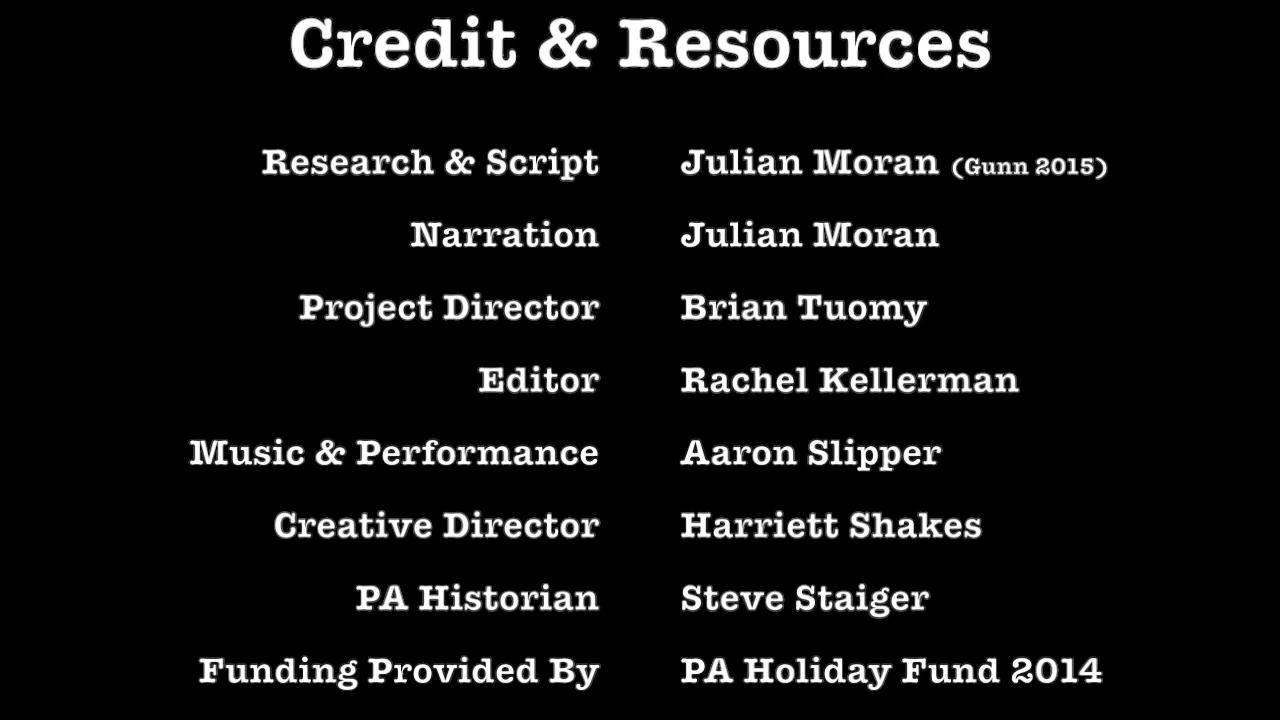 Credit & Resources
Research & Script Julian Moran (Gunn 2015)
Narration Julian Moran
Project Director Brian Tuomy
Editor Rachel Kellerman
Music & Performance Aaron Slipper
Creative Director Harriett Shakes
PA Historian Steve Staiger
Funding Provided By PA Holiday Fund 2014